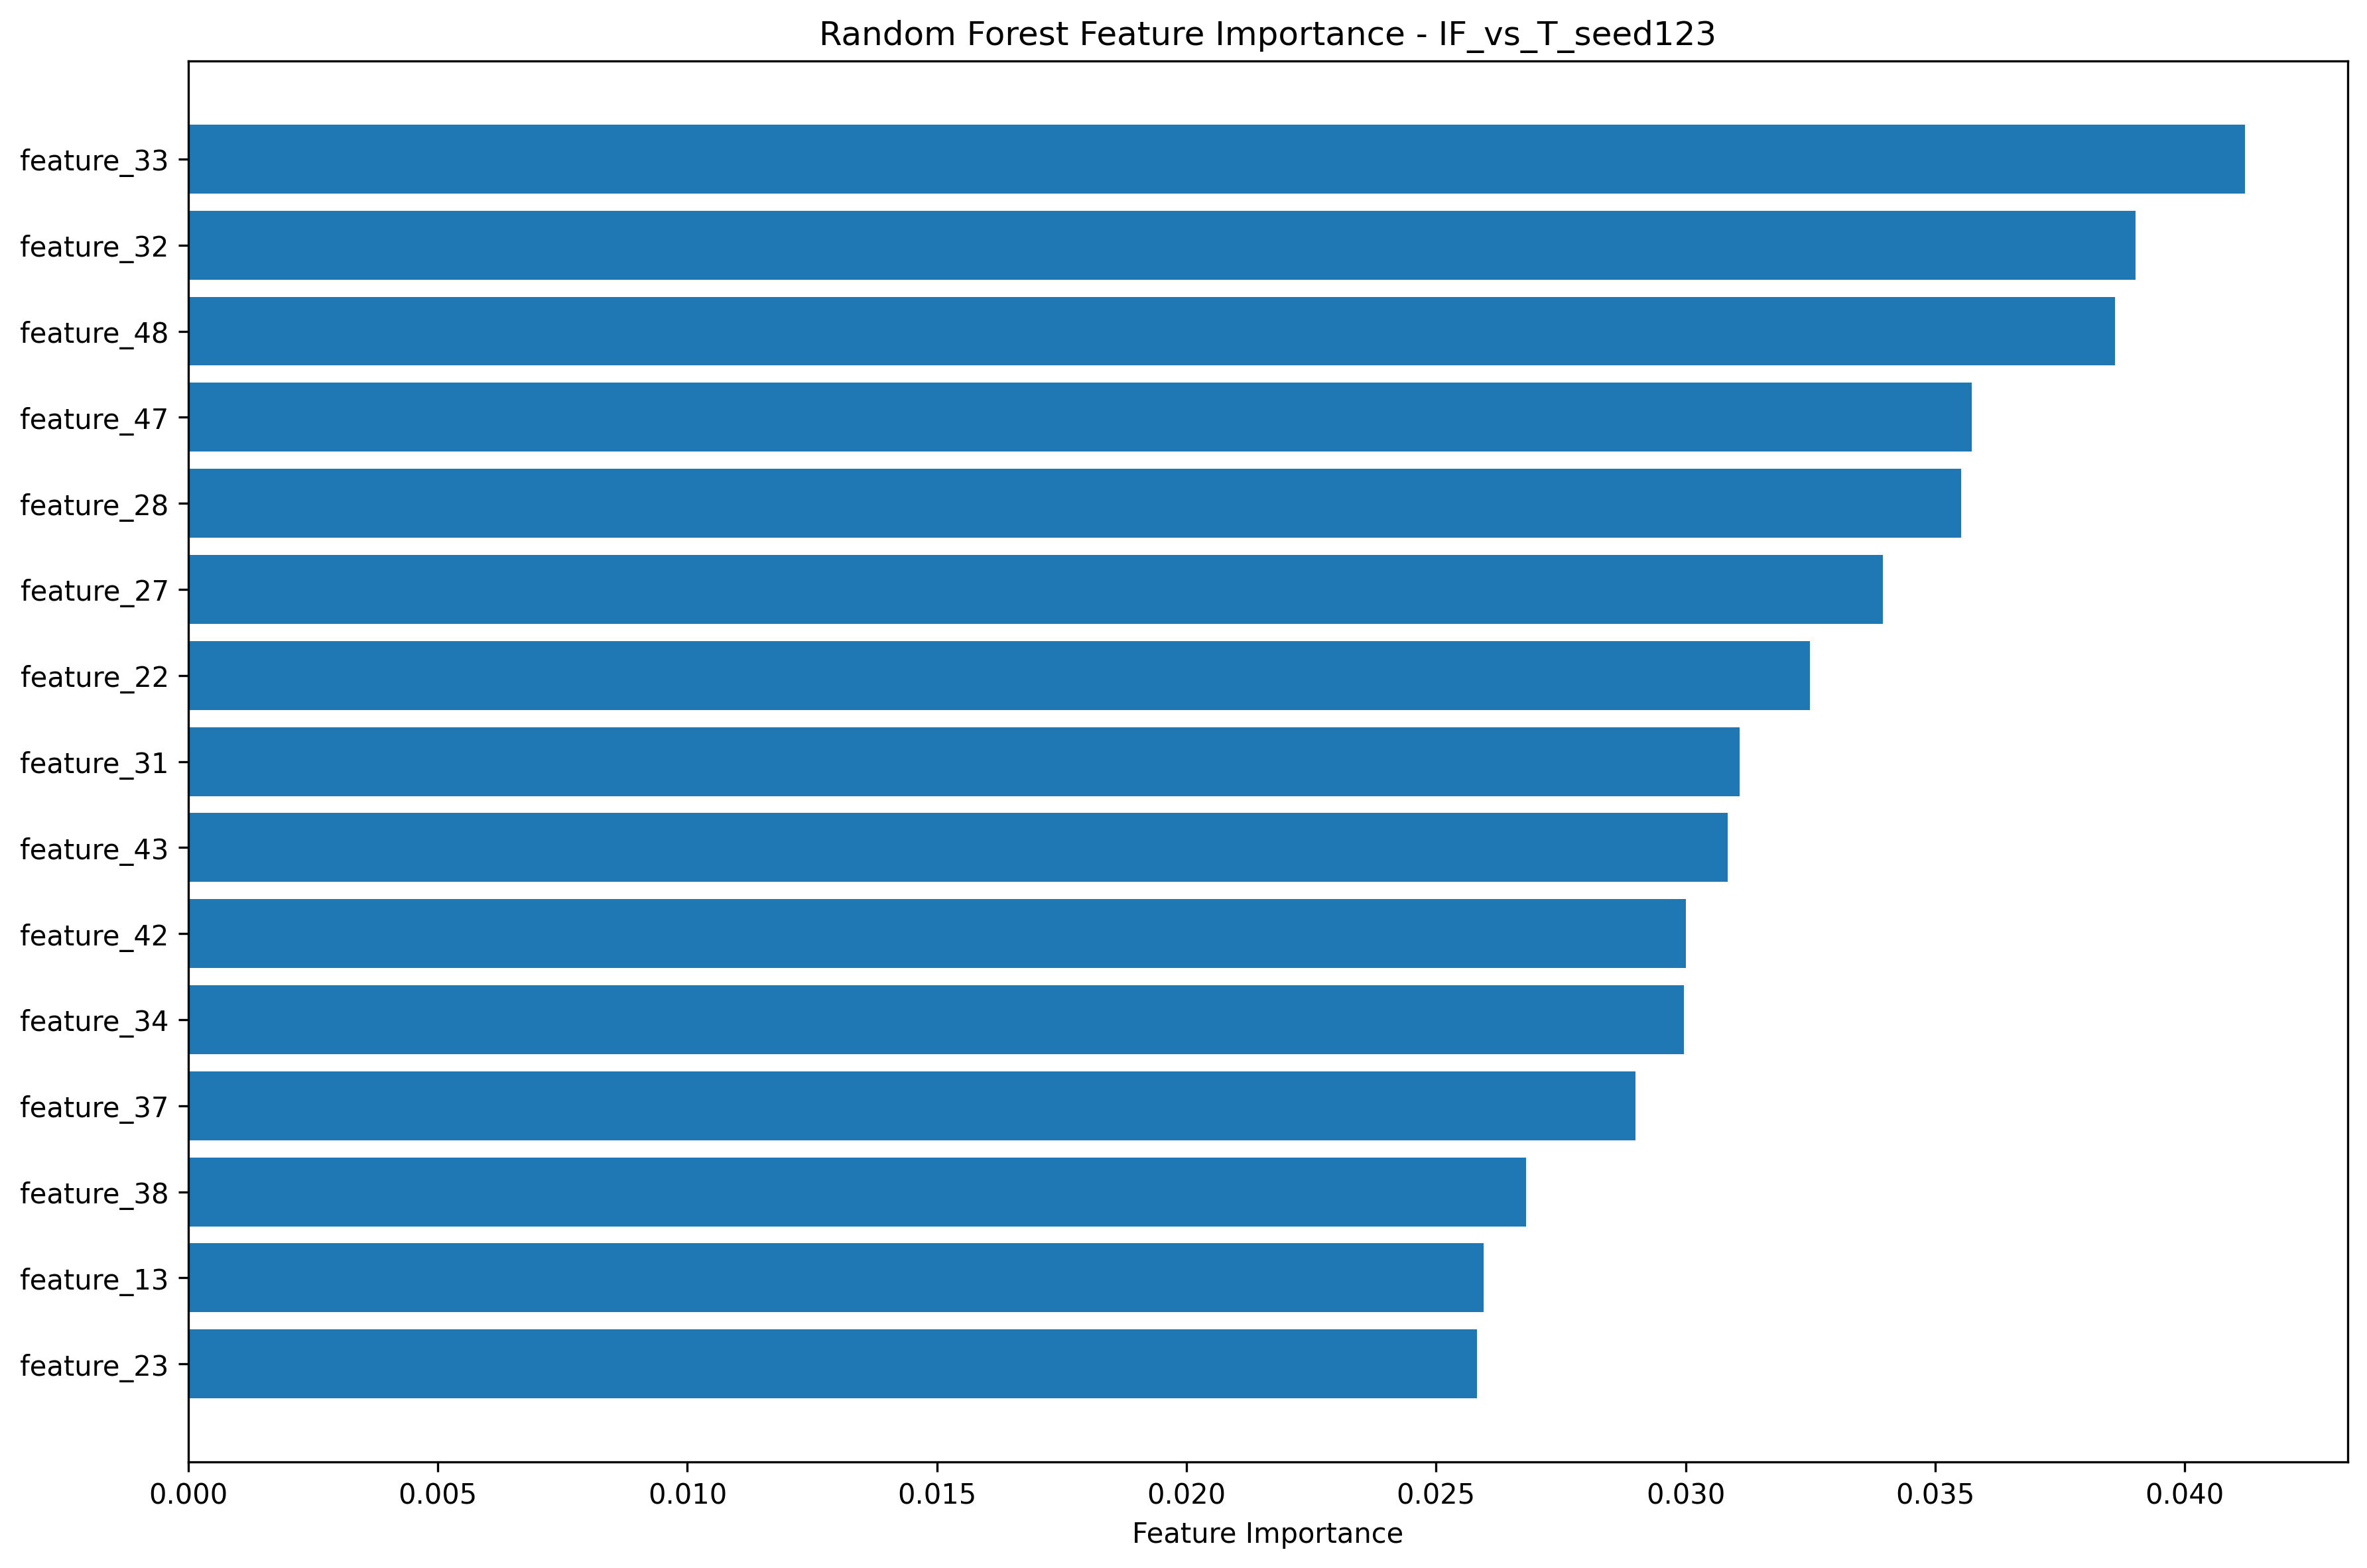 Random Forest Feature Importance - IF_vs_T_seed123
feature_33
feature_32
feature_48
feature_47
feature_28
feature_27
feature_22
feature_31
feature_43
feature_42
feature_34
feature_37
feature_38
feature_13
feature_23
0.000 0.005 0.010 0.015 0.020 0.025 0.030 0.035 0.040
Feature Importance